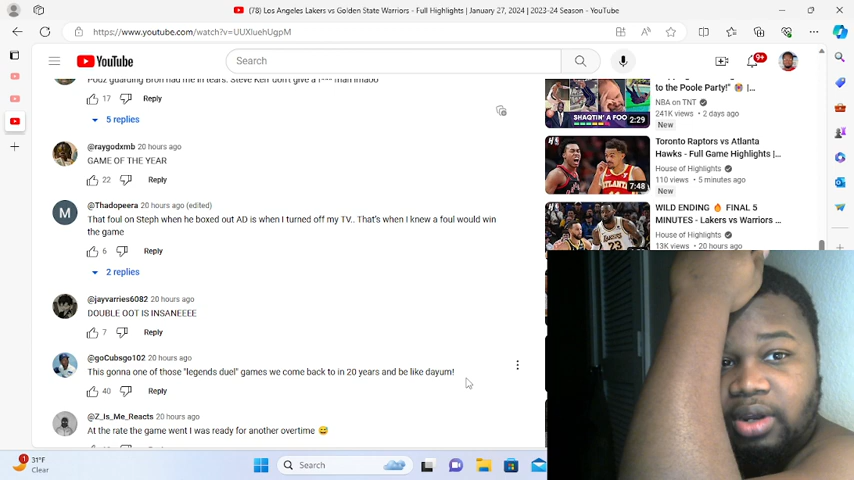 (78) Los Angeles Lakers vs Golden State Warriors - Full Highlights | January 27, 2024 | 2023-24 Season - YouTube
https://www.youtube.com/watch?v=UUXIuehUgpM
YouTube
Search
9+
Podz guarding Bron had me in tears. Steve Kerr don't give a f*** man lmaoo
17 Reply
5 replies
@raygodxmb 20 hours ago
GAME OF THE YEAR
22 Reply
M
@Thadopeera 20 hours ago (edited)
That foul on Steph when he boxed out AD is when I turned off my TV.. That's when I knew a foul would win
the game
6 Reply
2 replies
@jayvarries6082 20 hours ago
DOUBLE OOT IS INSANEEEE
7 Reply
@goCubsgo102 20 hours ago
This gonna one of those "legends duel" games we come back to in 20 years and be like dayum!
40 Reply
@Z_Is_Me_Reacts 20 hours ago
At the rate the game went I was ready for another overtime 😅
to the Poole Party!" | ...
NBA on TNT
241K views • 2 days ago
New
SHAQTIN' A FOO
2:29
Toronto Raptors vs Atlanta
Hawks - Full Game Highlights |...
House of Highlights
110 views • 5 minutes ago
New
7:48
WILD ENDING 🔥 FINAL 5
MINUTES - Lakers vs Warriors ...
House of Highlights
13K views • 20 hours ago
LAKERS
23
1
31°F
Clear
Search